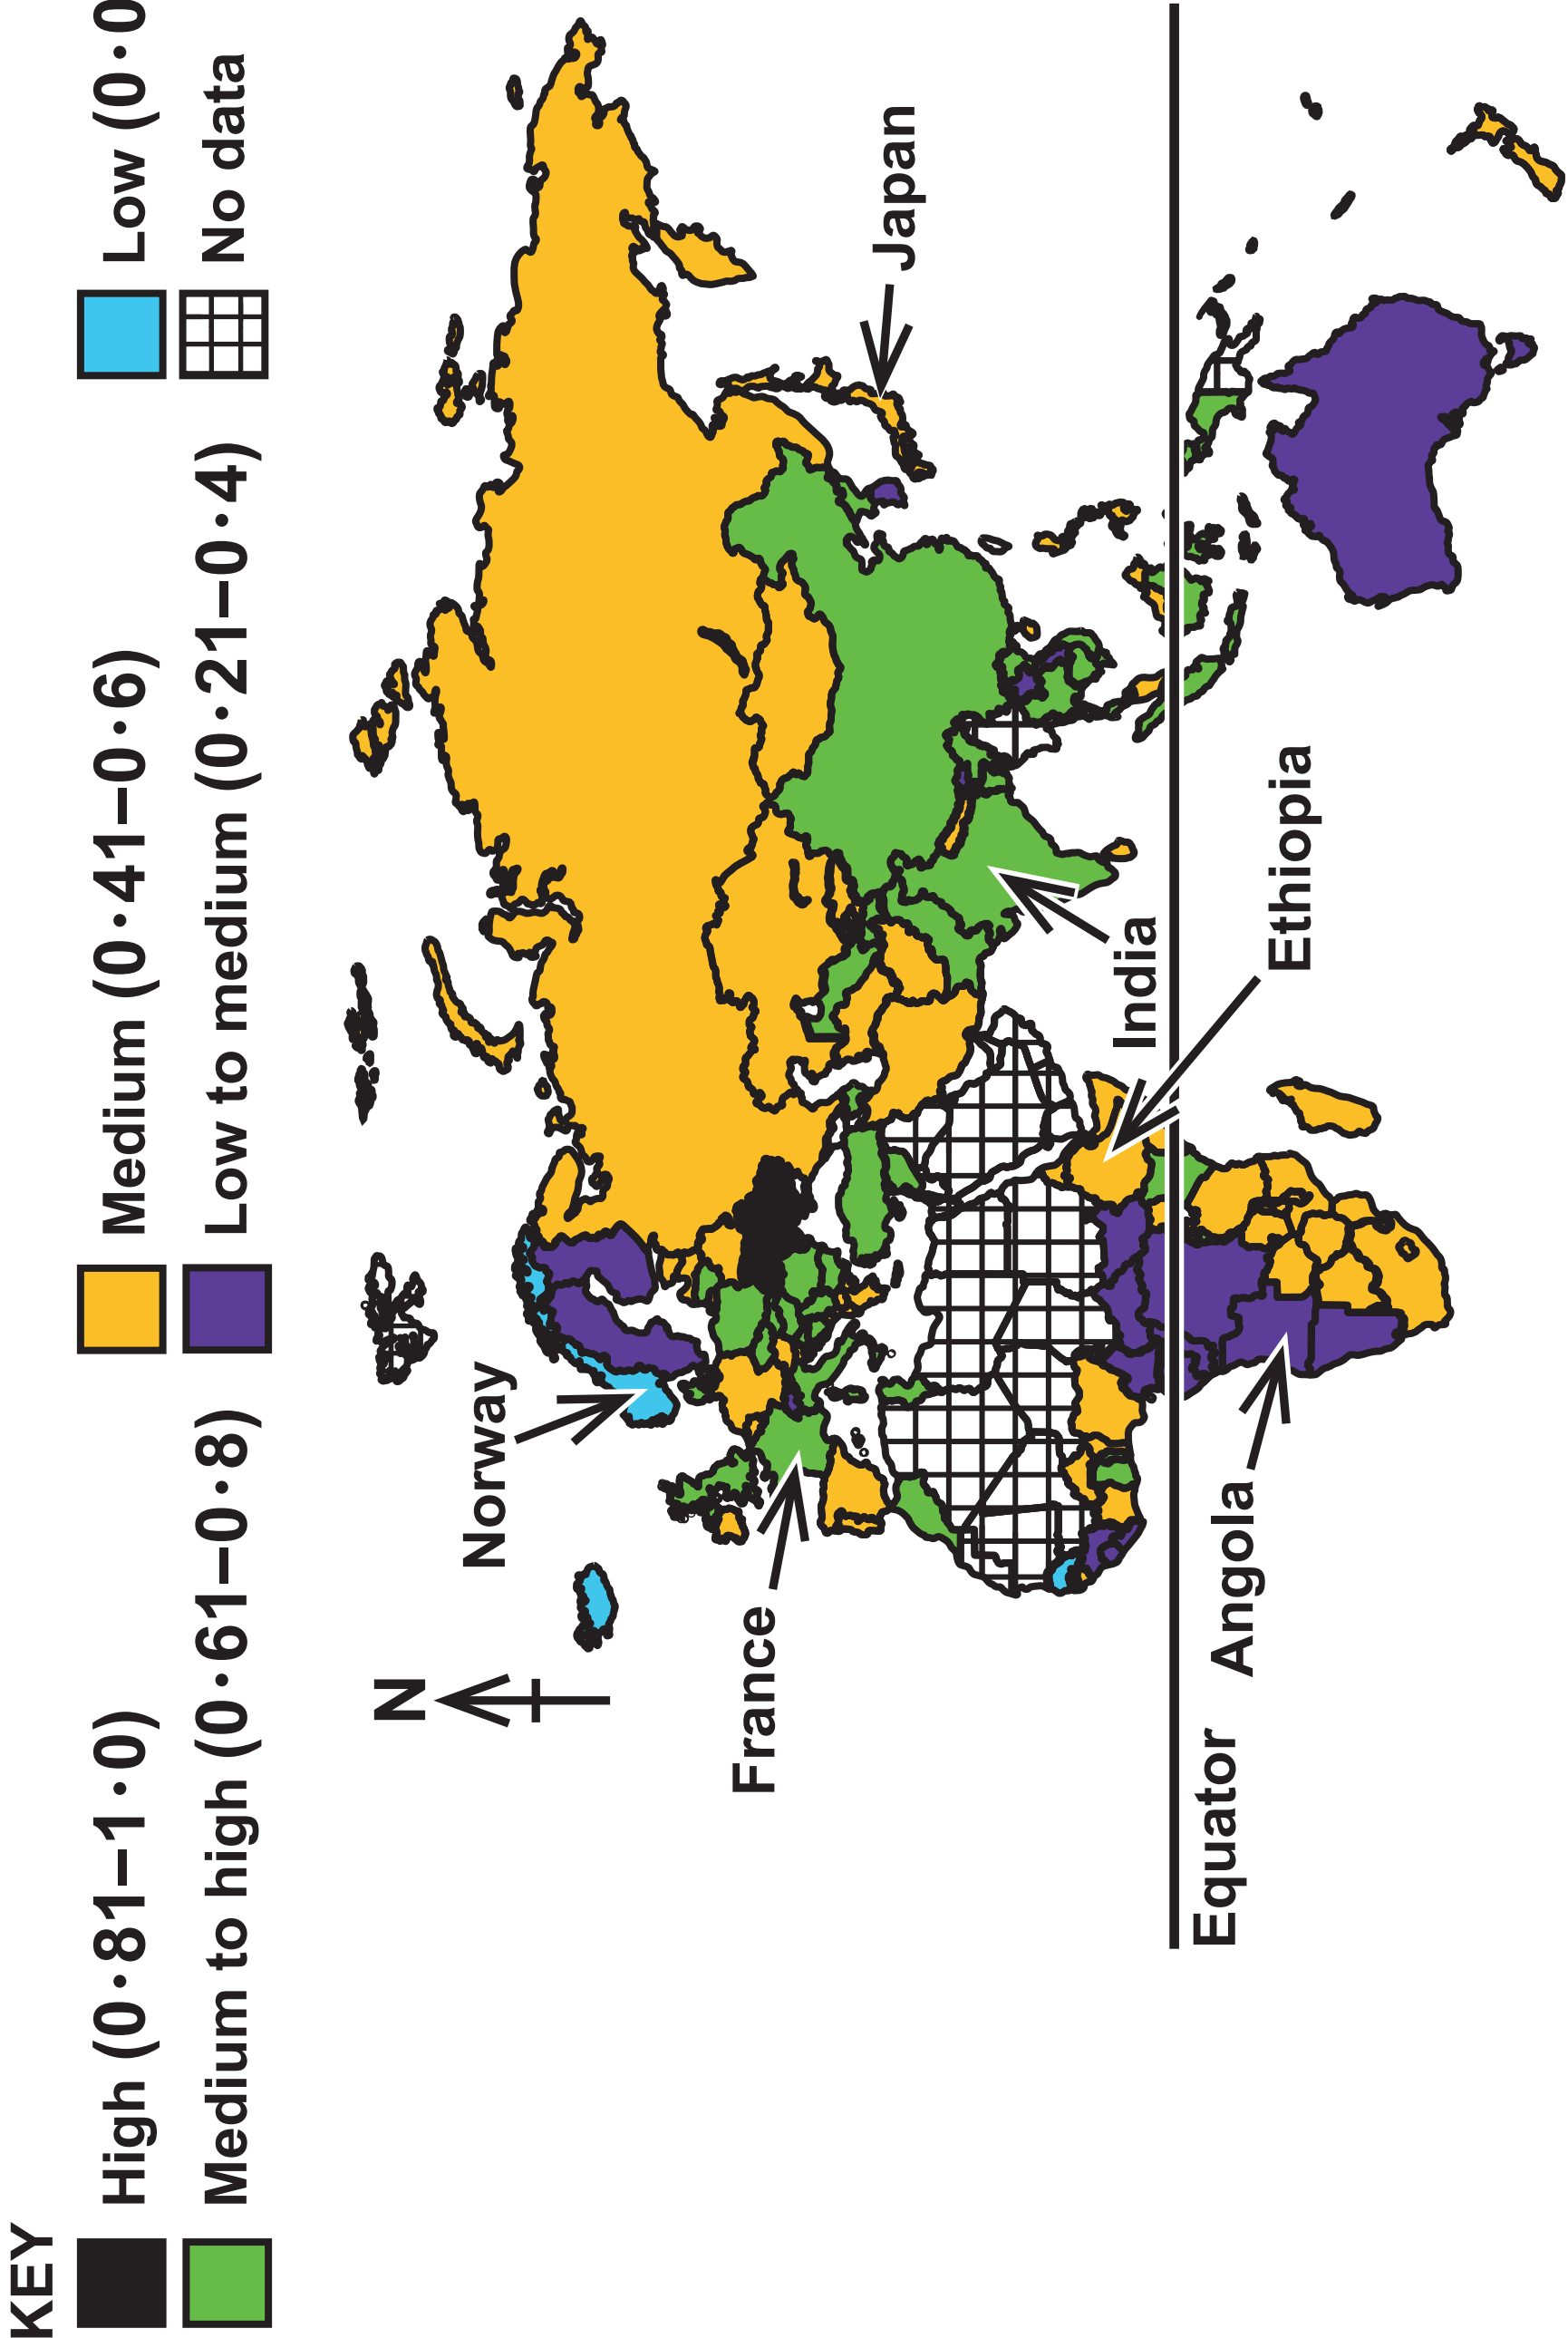 KEY
High (0·81–1·0)
Medium (0·41–0·6)
Low (0·0
Medium to high (0·61–0·8)
Low to medium (0·21–0·4)
No data
N
Norway
France
Japan
India
Equator
Angola
Ethiopia